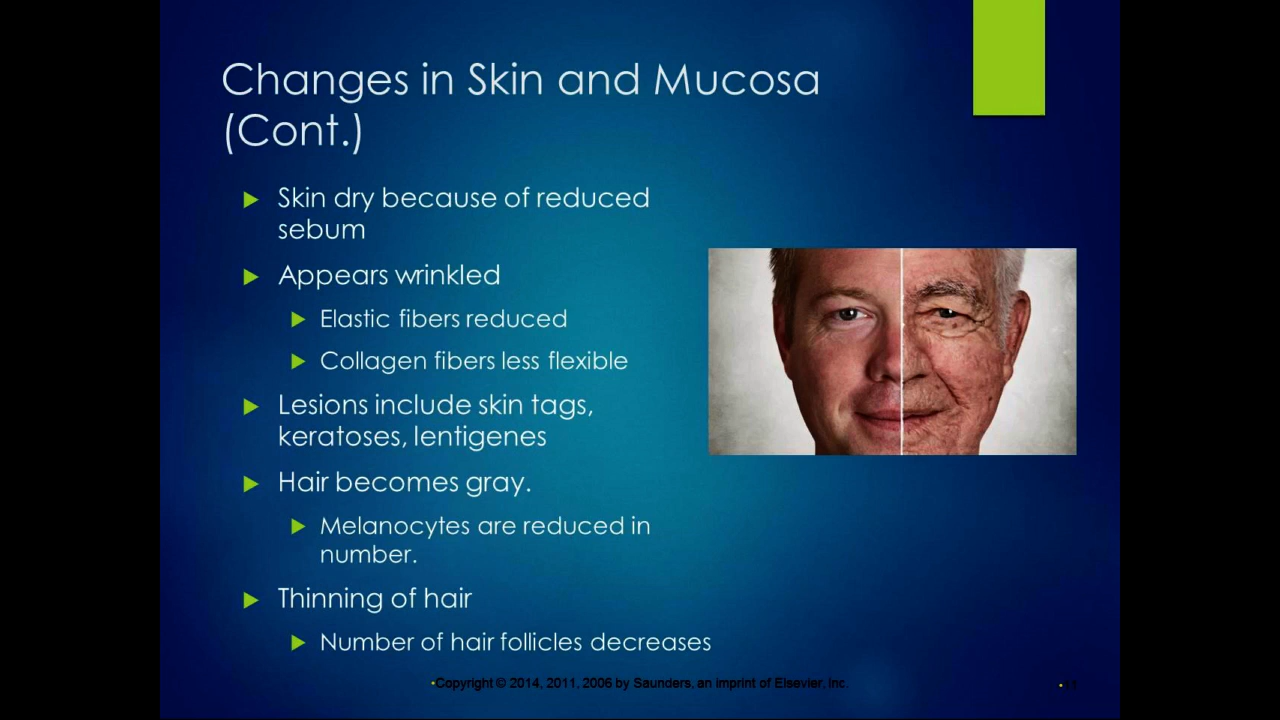 Changes in Skin and Mucosa
(Cont.)
Skin dry because of reduced
sebum
Appears wrinkled
Elastic fibers reduced
Collagen fibers less flexible
Lesions include skin tags,
keratoses, lentigenes
Hair becomes gray.
Melanocytes are reduced in
number.
Thinning of hair
Number of hair follicles decreases
•Copyright © 2014, 2011, 2006 by Saunders, an imprint of Elsevier, Inc.